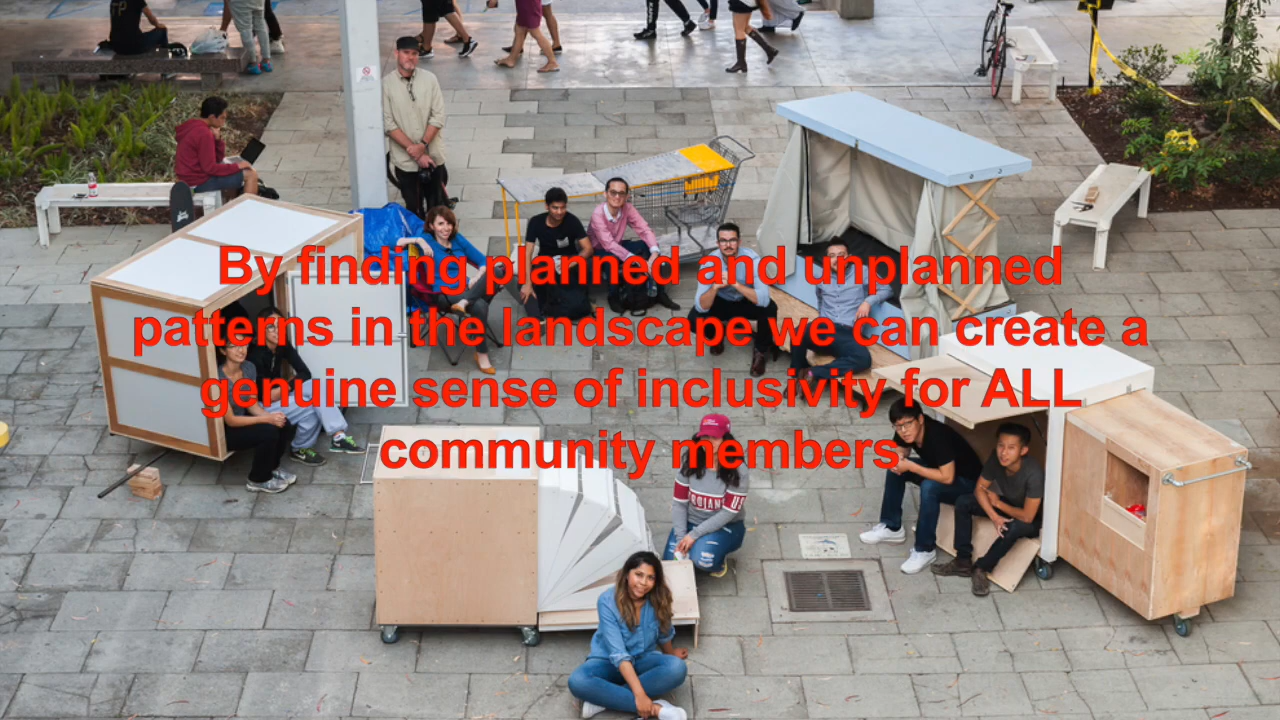 By finding planned and unplanned
patterns in the landscape we can create a
genuine sense of inclusivity for ALL
community members